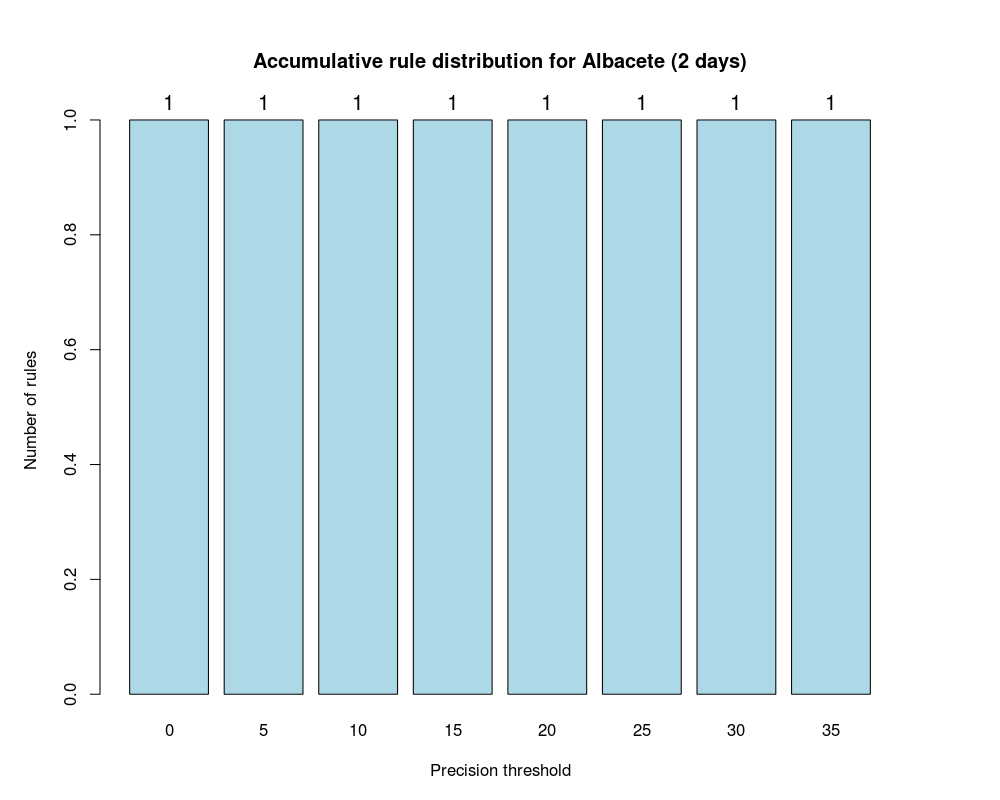 Accumulative rule distribution for Albacete (2 days)
1 1 1 1 1 1 1 1
1.0
0.8
0.6
0.4
0.2
0.0
Number of rules
0 5 10 15 20 25 30 35
Precision threshold